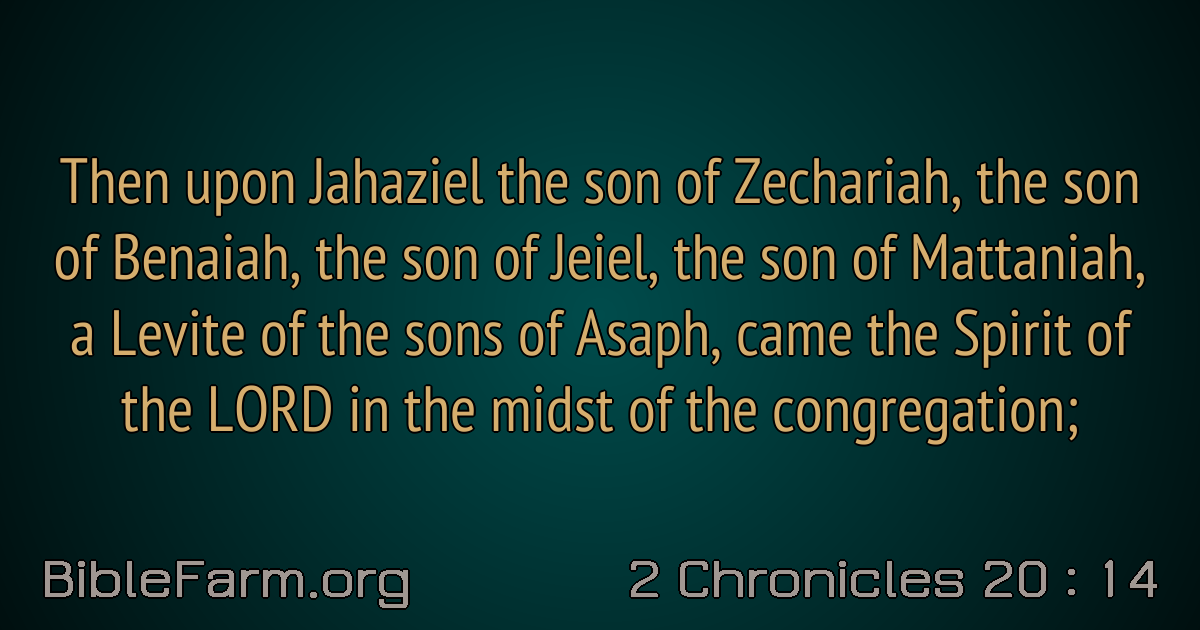 Then upon Jahaziel the son of Zechariah, the son
of Benaiah, the son of Jeiel, the son of Mattaniah,
a Levite of the sons of Asaph, came the Spirit of
the LORD in the midst of the congregation;
BibleFarm.org
2 Chronicles 20 : 14